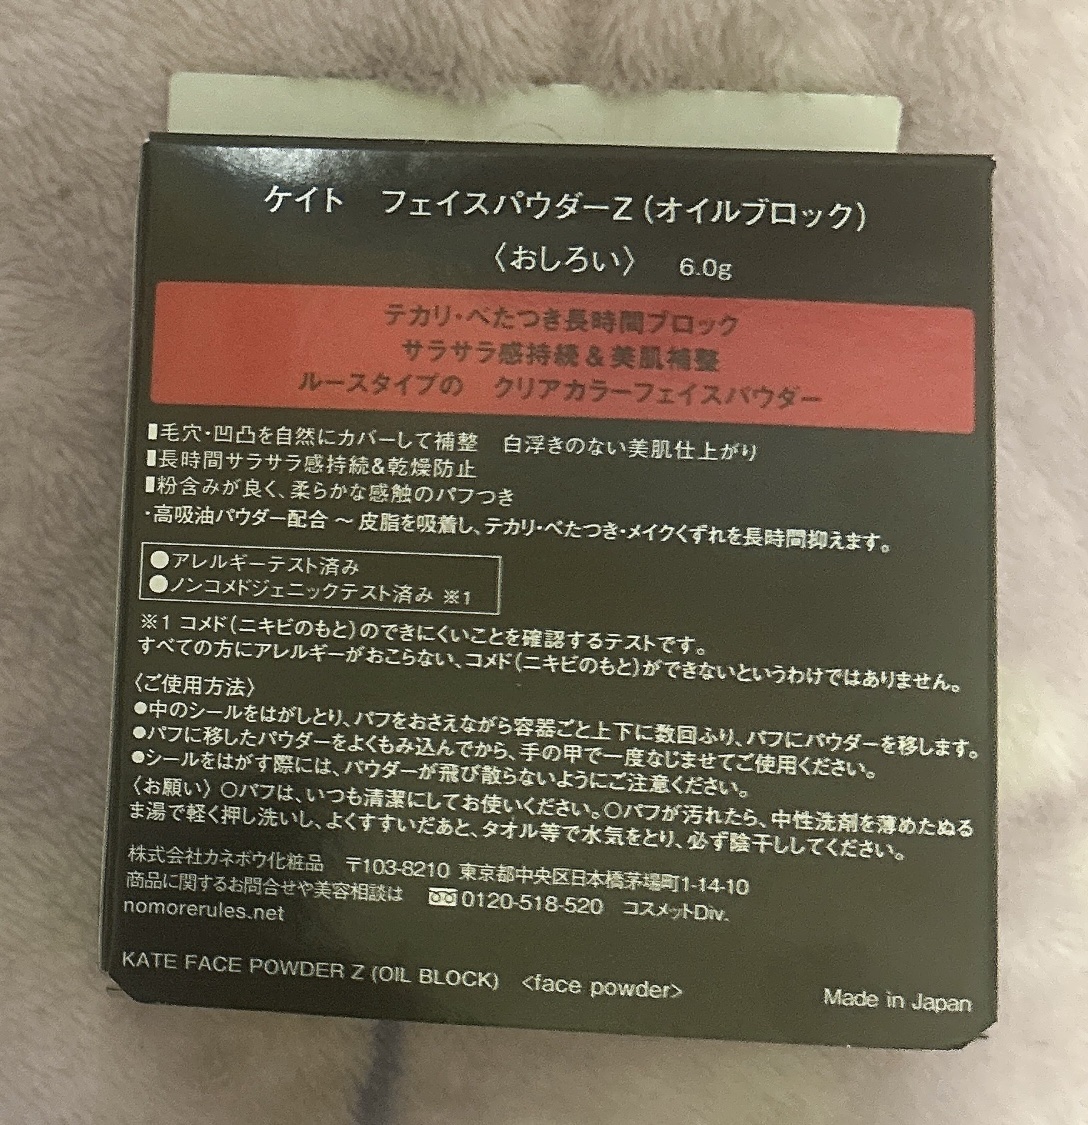 ケイト　フェイスパウダーZ(オイルブロック)
〈おしろい〉　6.0g
テカリ・べたつき長時間ブロック
サラサラ感持続＆美肌補整
ルースタイプの　クリアカラーフェイスパウダー
▮毛穴・凹凸を自然にカバーして補整　白浮きのない美肌仕上がり
▮長時間サラサラ感持続&乾燥防止
▮粉含みが良く、柔らかな感触のパフつき
・高吸油パウダー配合 ～ 皮脂を吸着し、テカリ・べたつき・メイクくずれを長時間抑えます。
●アレルギーテスト済み
●ノンコメドジェニックテスト済み ※1
※1 コメド(ニキビのもと)のできにくいことを確認するテストです。
すべての方にアレルギーがおこらない、コメド(ニキビのもと)ができないというわけではありません。
〈ご使用方法〉
●中のシールをはがしとり、パフをおさえながら容器ごと上下に数回ふり、パフにパウダーを移します。
●パフに移したパウダーをよくもみ込んでから、手の甲で一度なじませてご使用ください。
●シールをはがす際には、パウダーが飛び散らないようにご注意ください。
〈お願い〉○パフは、いつも清潔にしてお使いください。○パフが汚れたら、中性洗剤を薄めたぬる
ま湯で軽く押し洗いし、よくすすいだあと、タオル等で水気をとり、必ず陰干ししてください。
株式会社カネボウ化粧品　〒103-8210 東京都中央区日本橋茅場町1-14-10
商品に関するお問合せや美容相談は　0120-518-520　コスメットDiv.
nomorerules.net
KATE FACE POWDER Z (OIL BLOCK)　<face powder>
Made in Japan